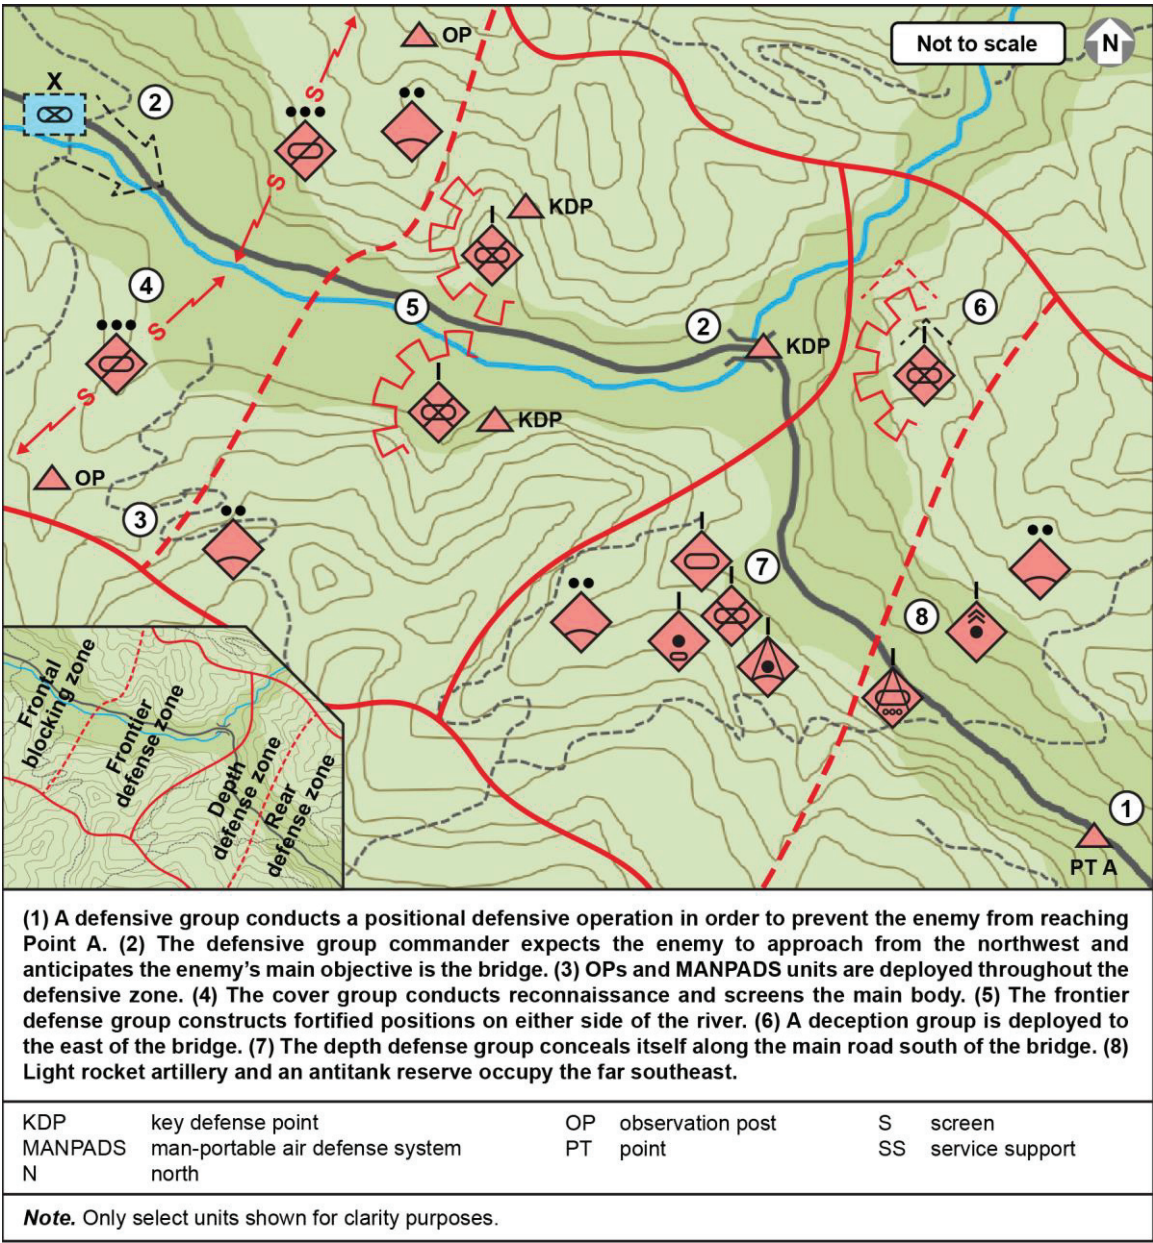 OP
Not to scale
N
X
2
S
S
KDP
4
5
6
S
2
KDP
S
KDP
OP
3
7
8
Frontal
blocking zone
Frontier
defense zone
Depth
defense zone
Rear
defense zone
1
PT A
(1) A defensive group conducts a positional defensive operation in order to prevent the enemy from reaching
Point A. (2) The defensive group commander expects the enemy to approach from the northwest and
anticipates the enemy's main objective is the bridge. (3) OPs and MANPADS units are deployed throughout the
defensive zone. (4) The cover group conducts reconnaissance and screens the main body. (5) The frontier
defense group constructs fortified positions on either side of the river. (6) A deception group is deployed to
the east of the bridge. (7) The depth defense group conceals itself along the main road south of the bridge. (8)
Light rocket artillery and an antitank reserve occupy the far southeast.
KDP key defense point OP observation post S screen
MANPADS man-portable air defense system PT point SS service support
N north
Note. Only select units shown for clarity purposes.